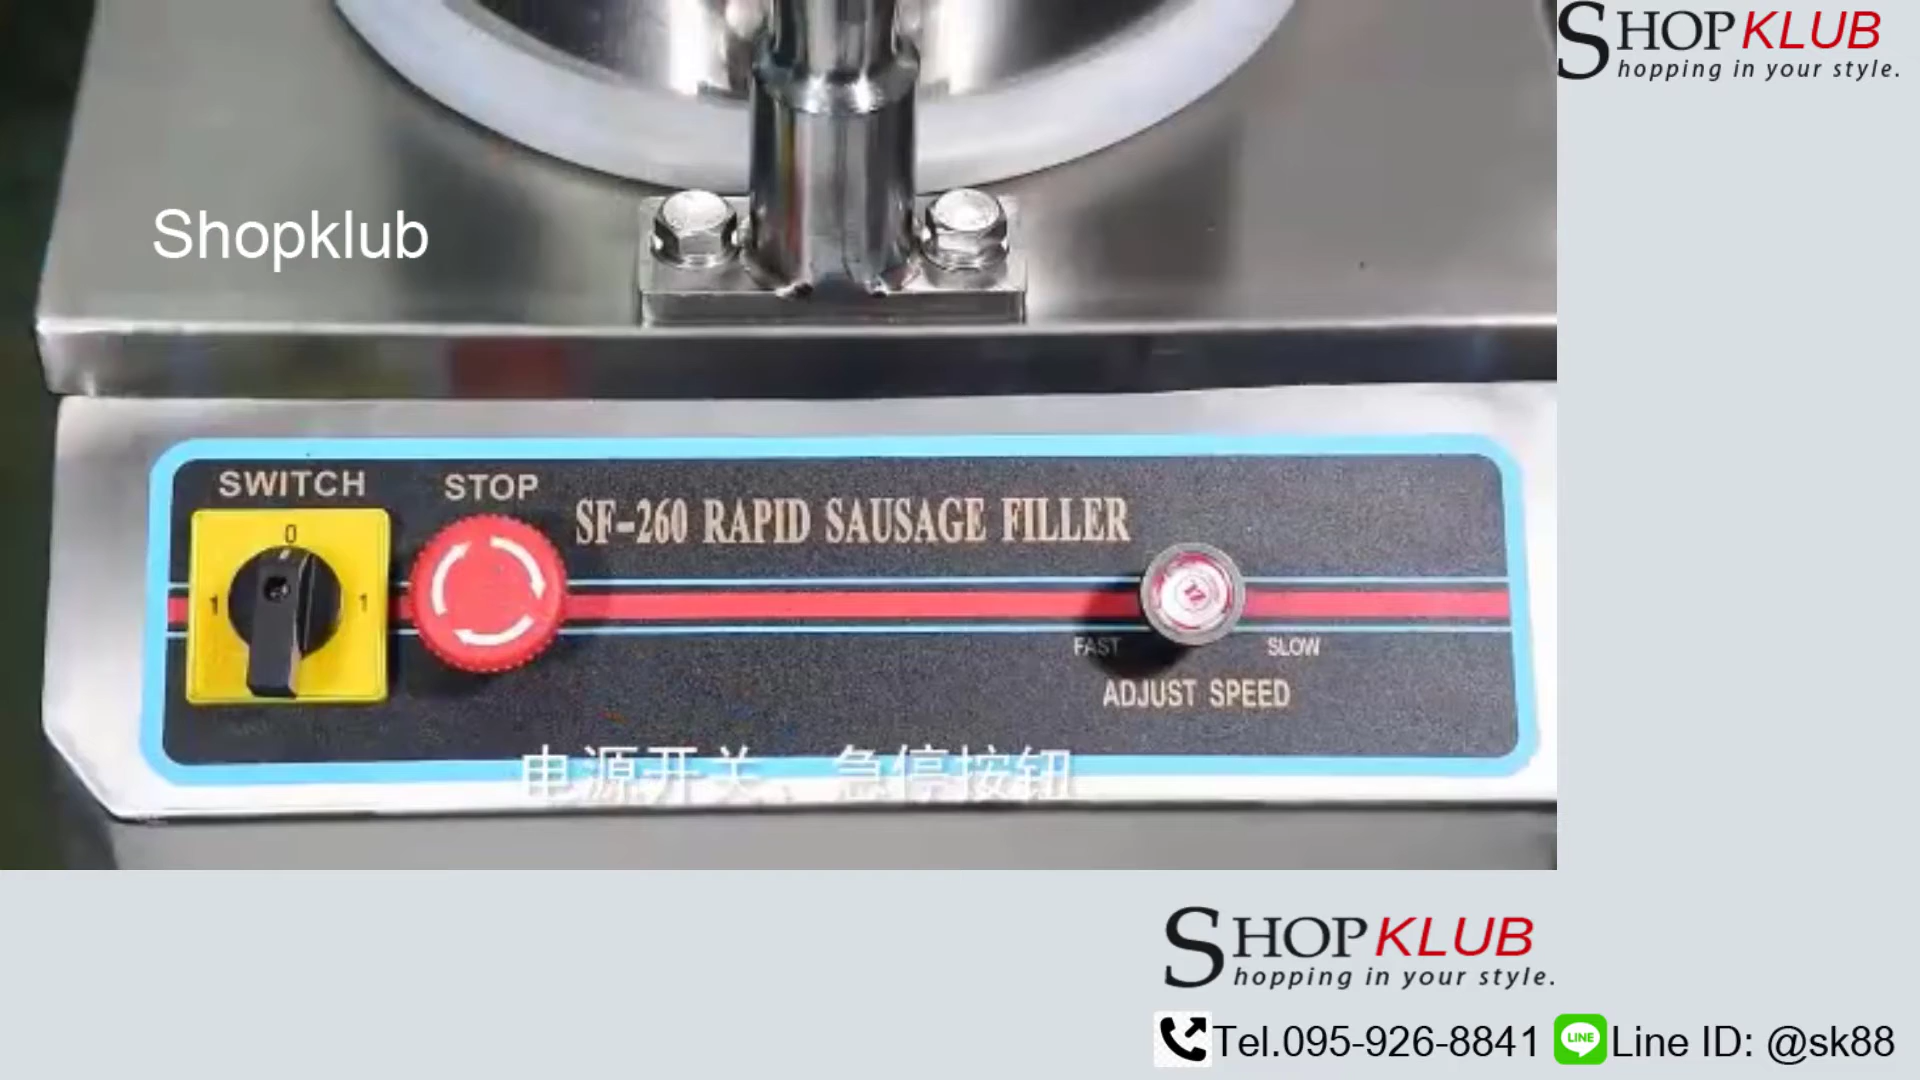 SHOPKLUB
hopping in your style.
Shopklub
SWITCH
STOP
SF-260 RAPID SAUSAGE FILLER
0
1
1
FAST
SLOW
ADJUST SPEED
电源开关、急停按钮
SHOPKLUB
hopping in your style.
Tel.095-926-8841
LINE
Line ID: @sk88